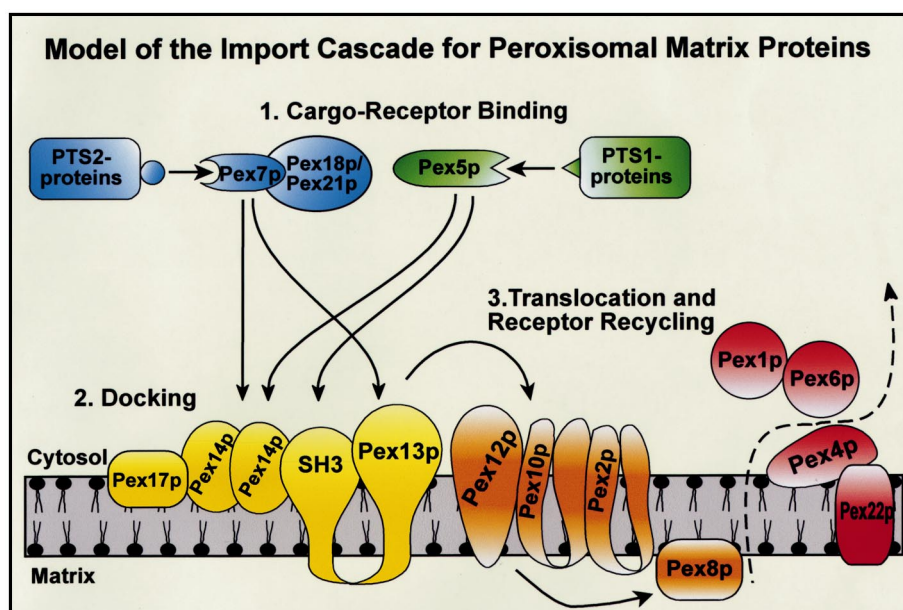 Model of the Import Cascade for Peroxisomal Matrix Proteins
1. Cargo-Receptor Binding
PTS2-
proteins
Pex7p
Pex18p/
Pex21p
Pex5p
PTS1-
proteins
3.Translocation and
Receptor Recycling
Pex1p
Pex6p
2. Docking
Cytosol
Pex17p
Pex14p
Pex14p
SH3
Pex13p
Pex12p
Pex10p
Pex2p
Pex4p
Pex22p
Matrix
Pex8p